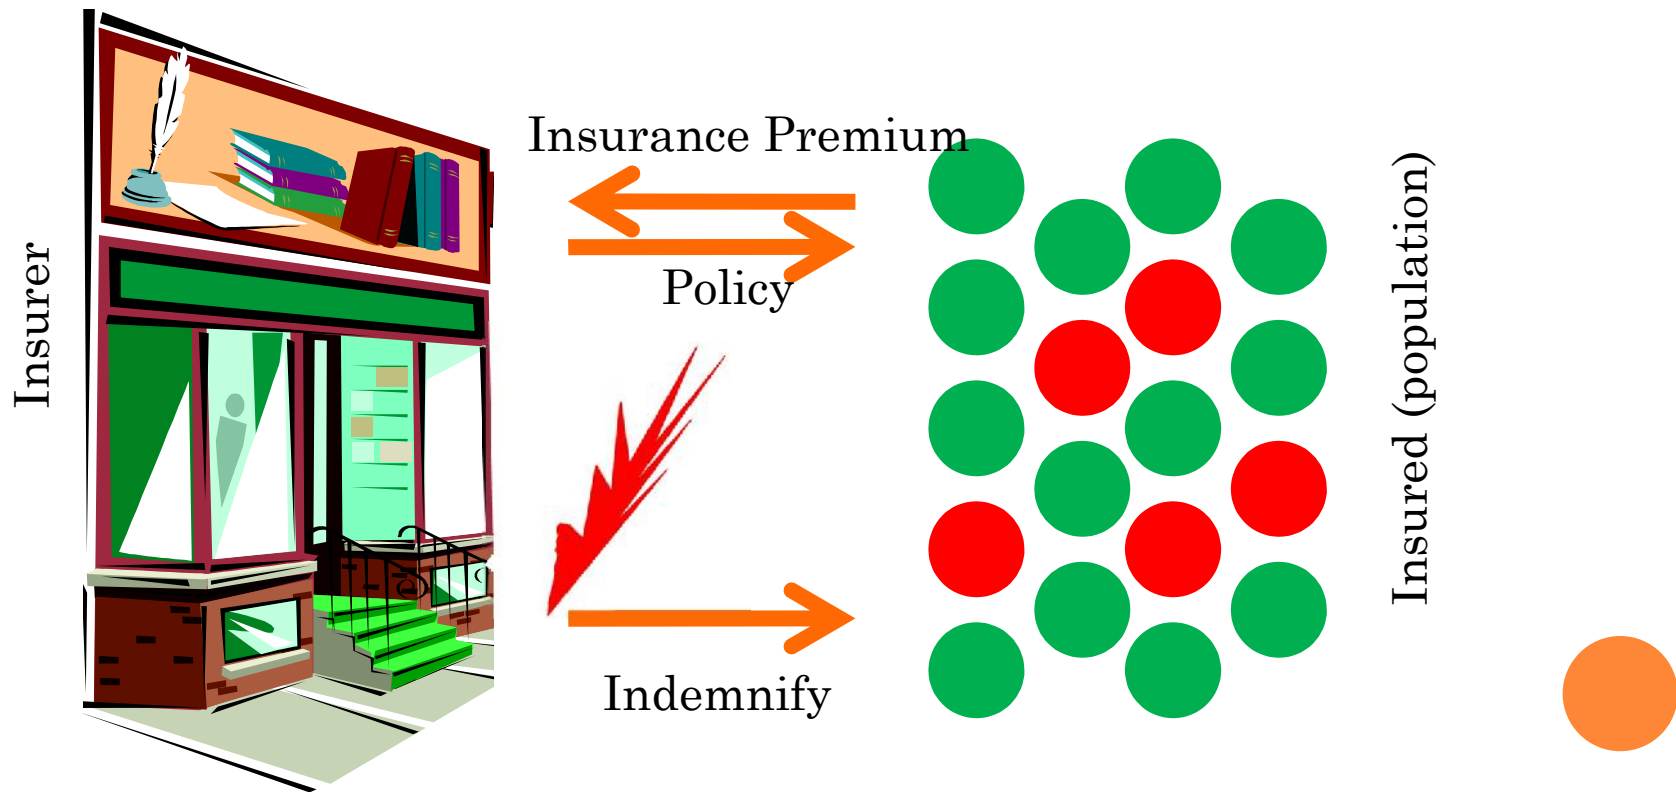 Insurer
Insurance Premium
Policy
Indemnify
Insured (population)